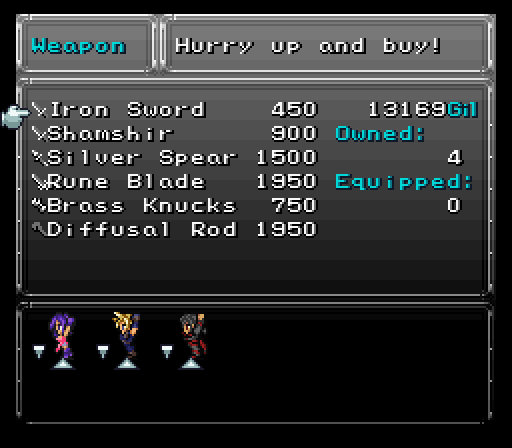 Weapon
Hurry up and buy!
Iron Sword 450 13169Gil
Shamshir 900 Owned:
Silver Spear 1500 4
Rune Blade 1950 Equipped:
Brass Knucks 750 0
Diffusal Rod 1950